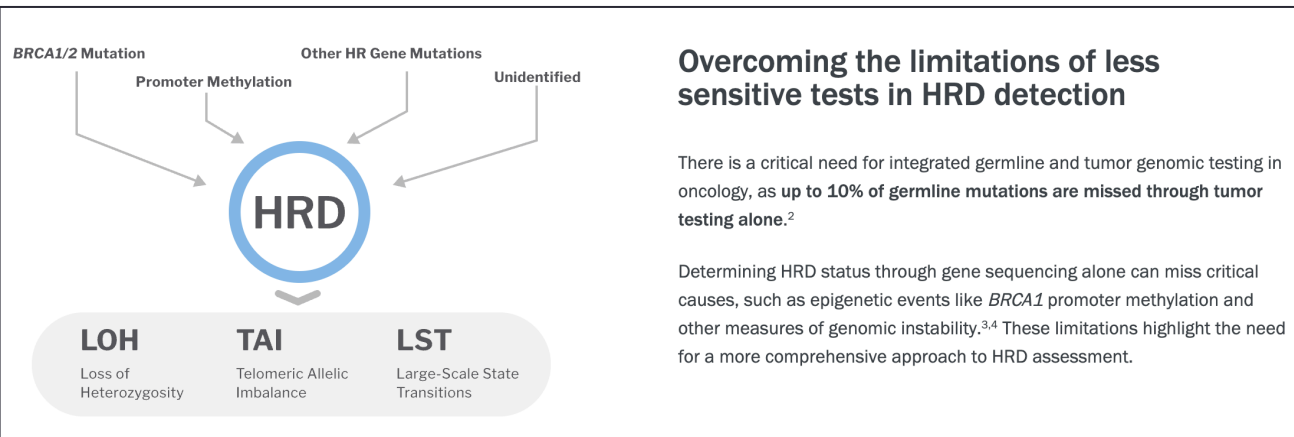 BRCA1/2 Mutation
Promoter Methylation
Other HR Gene Mutations
Unidentified
HRD
LOH
Loss of
Heterozygosity
TAI
Telomeric Allelic
Imbalance
LST
Large-Scale State
Transitions
Overcoming the limitations of less
sensitive tests in HRD detection
There is a critical need for integrated germline and tumor genomic testing in
oncology, as up to 10% of germline mutations are missed through tumor
testing alone.2
Determining HRD status through gene sequencing alone can miss critical
causes, such as epigenetic events like BRCA1 promoter methylation and
other measures of genomic instability.3,4 These limitations highlight the need
for a more comprehensive approach to HRD assessment.